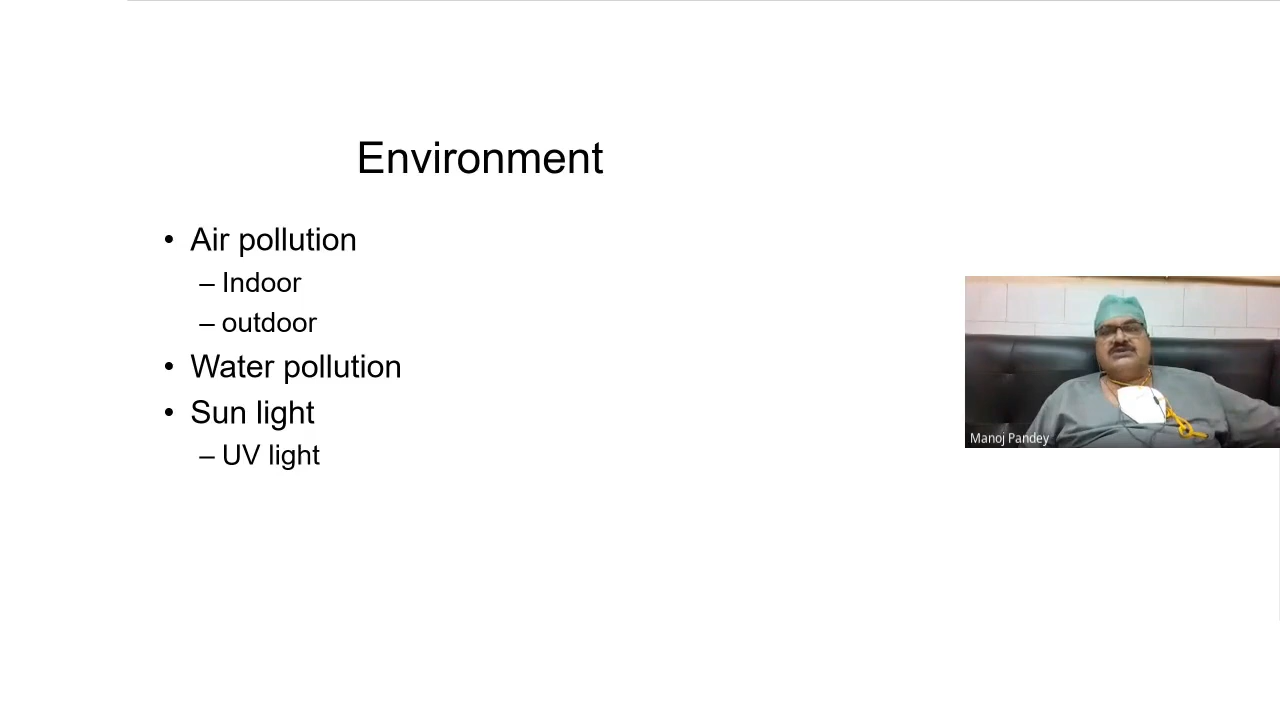 Environment
• Air pollution
– Indoor
– outdoor
• Water pollution
• Sun light
– UV light
Manoj Pandey